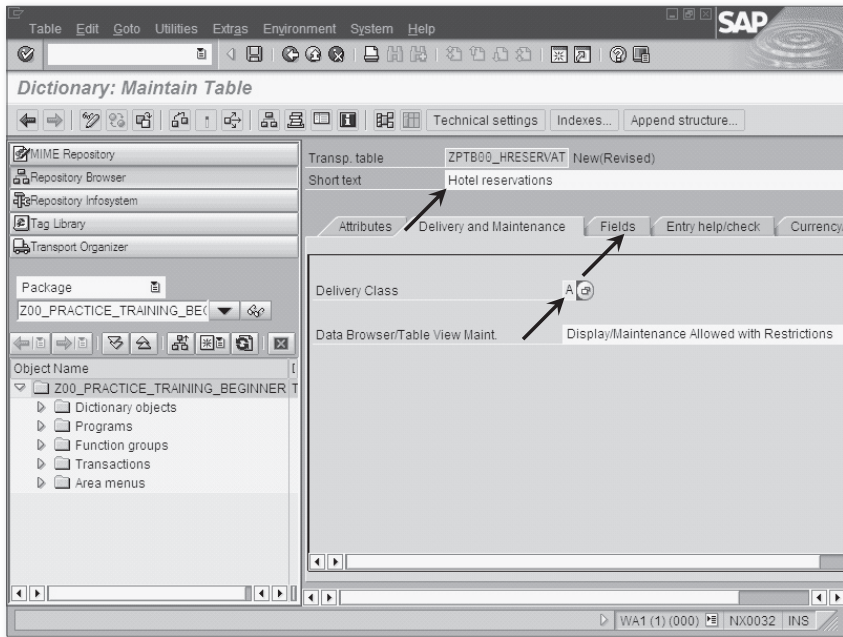 Table Edit Goto Utilities Extras Environment System Help
SAP
Dictionary: Maintain Table
Technical settings Indexes... Append structure...
MIME Repository
Repository Browser
Repository Infosystem
Tag Library
Transport Organizer
Package
Z00_PRACTICE_TRAINING_BE(
Object Name
Z00_PRACTICE_TRAINING_BEGINNER T
Dictionary objects
Programs
Function groups
Transactions
Area menus
Transp. table ZPTB00_HRESERVAT New(Revised)
Short text Hotel reservations
Attributes Delivery and Maintenance Fields Entry help/check Currency/
Delivery Class A
Data Browser/Table View Maint. Display/Maintenance Allowed with Restrictions
WA1 (1) (000) NX0032 INS